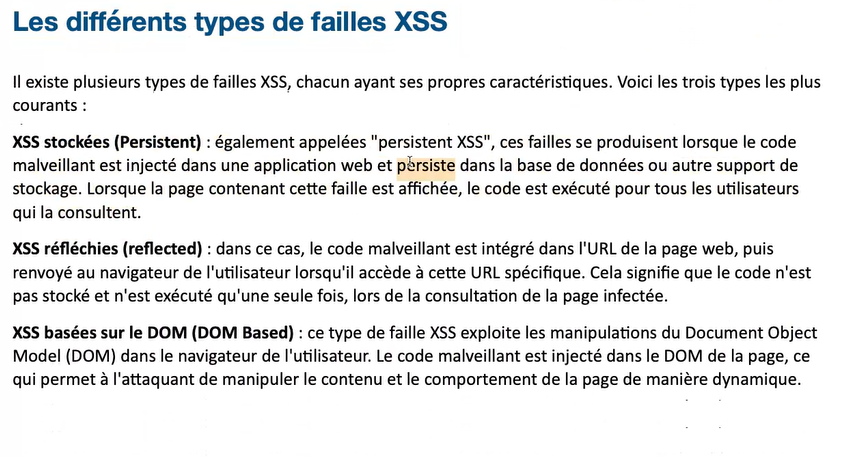 Les différents types de failles XSS
Il existe plusieurs types de failles XSS, chacun ayant ses propres caractéristiques. Voici les trois types les plus
courants :
XSS stockées (Persistent) : également appelées "persistent XSS", ces failles se produisent lorsque le code
malveillant est injecté dans une application web et persiste dans la base de données ou autre support de
stockage. Lorsque la page contenant cette faille est affichée, le code est exécuté pour tous les utilisateurs
qui la consultent.
XSS réfléchies (reflected) : dans ce cas, le code malveillant est intégré dans l'URL de la page web, puis
renvoyé au navigateur de l'utilisateur lorsqu'il accède à cette URL spécifique. Cela signifie que le code n'est
pas stocké et n'est exécuté qu'une seule fois, lors de la consultation de la page infectée.
XSS basées sur le DOM (DOM Based) : ce type de faille XSS exploite les manipulations du Document Object
Model (DOM) dans le navigateur de l'utilisateur. Le code malveillant est injecté dans le DOM de la page, ce
qui permet à l'attaquant de manipuler le contenu et le comportement de la page de manière dynamique.